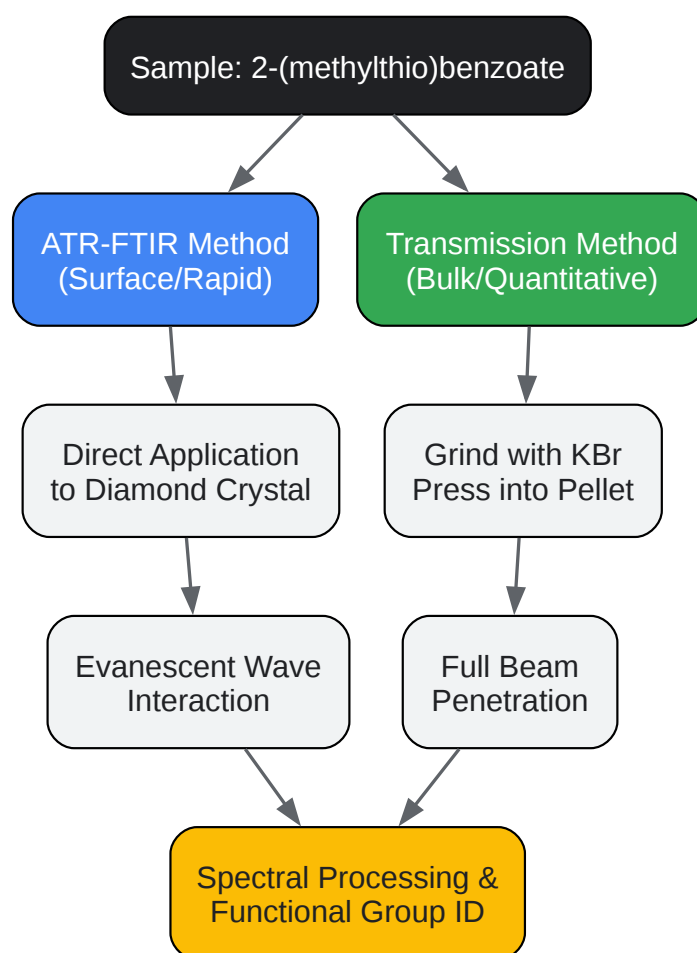 Sample: 2-(methylthio)benzoate
ATR-FTIR Method
(Surface/Rapid)
Transmission Method
(Bulk/Quantitative)
Direct Application
to Diamond Crystal
Grind with KBr
Press into Pellet
Evanescent Wave
Interaction
Full Beam
Penetration
Spectral Processing &
Functional Group ID